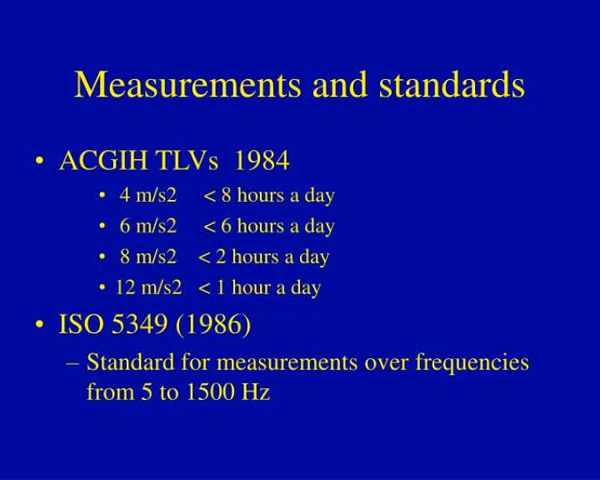 Measurements and standards
• ACGIH TLVs 1984
• 4 m/s2 < 8 hours a day
• 6 m/s2 < 6 hours a day
• 8 m/s2 < 2 hours a day
• 12 m/s2 < 1 hour a day
• ISO 5349 (1986)
– Standard for measurements over frequencies
from 5 to 1500 Hz